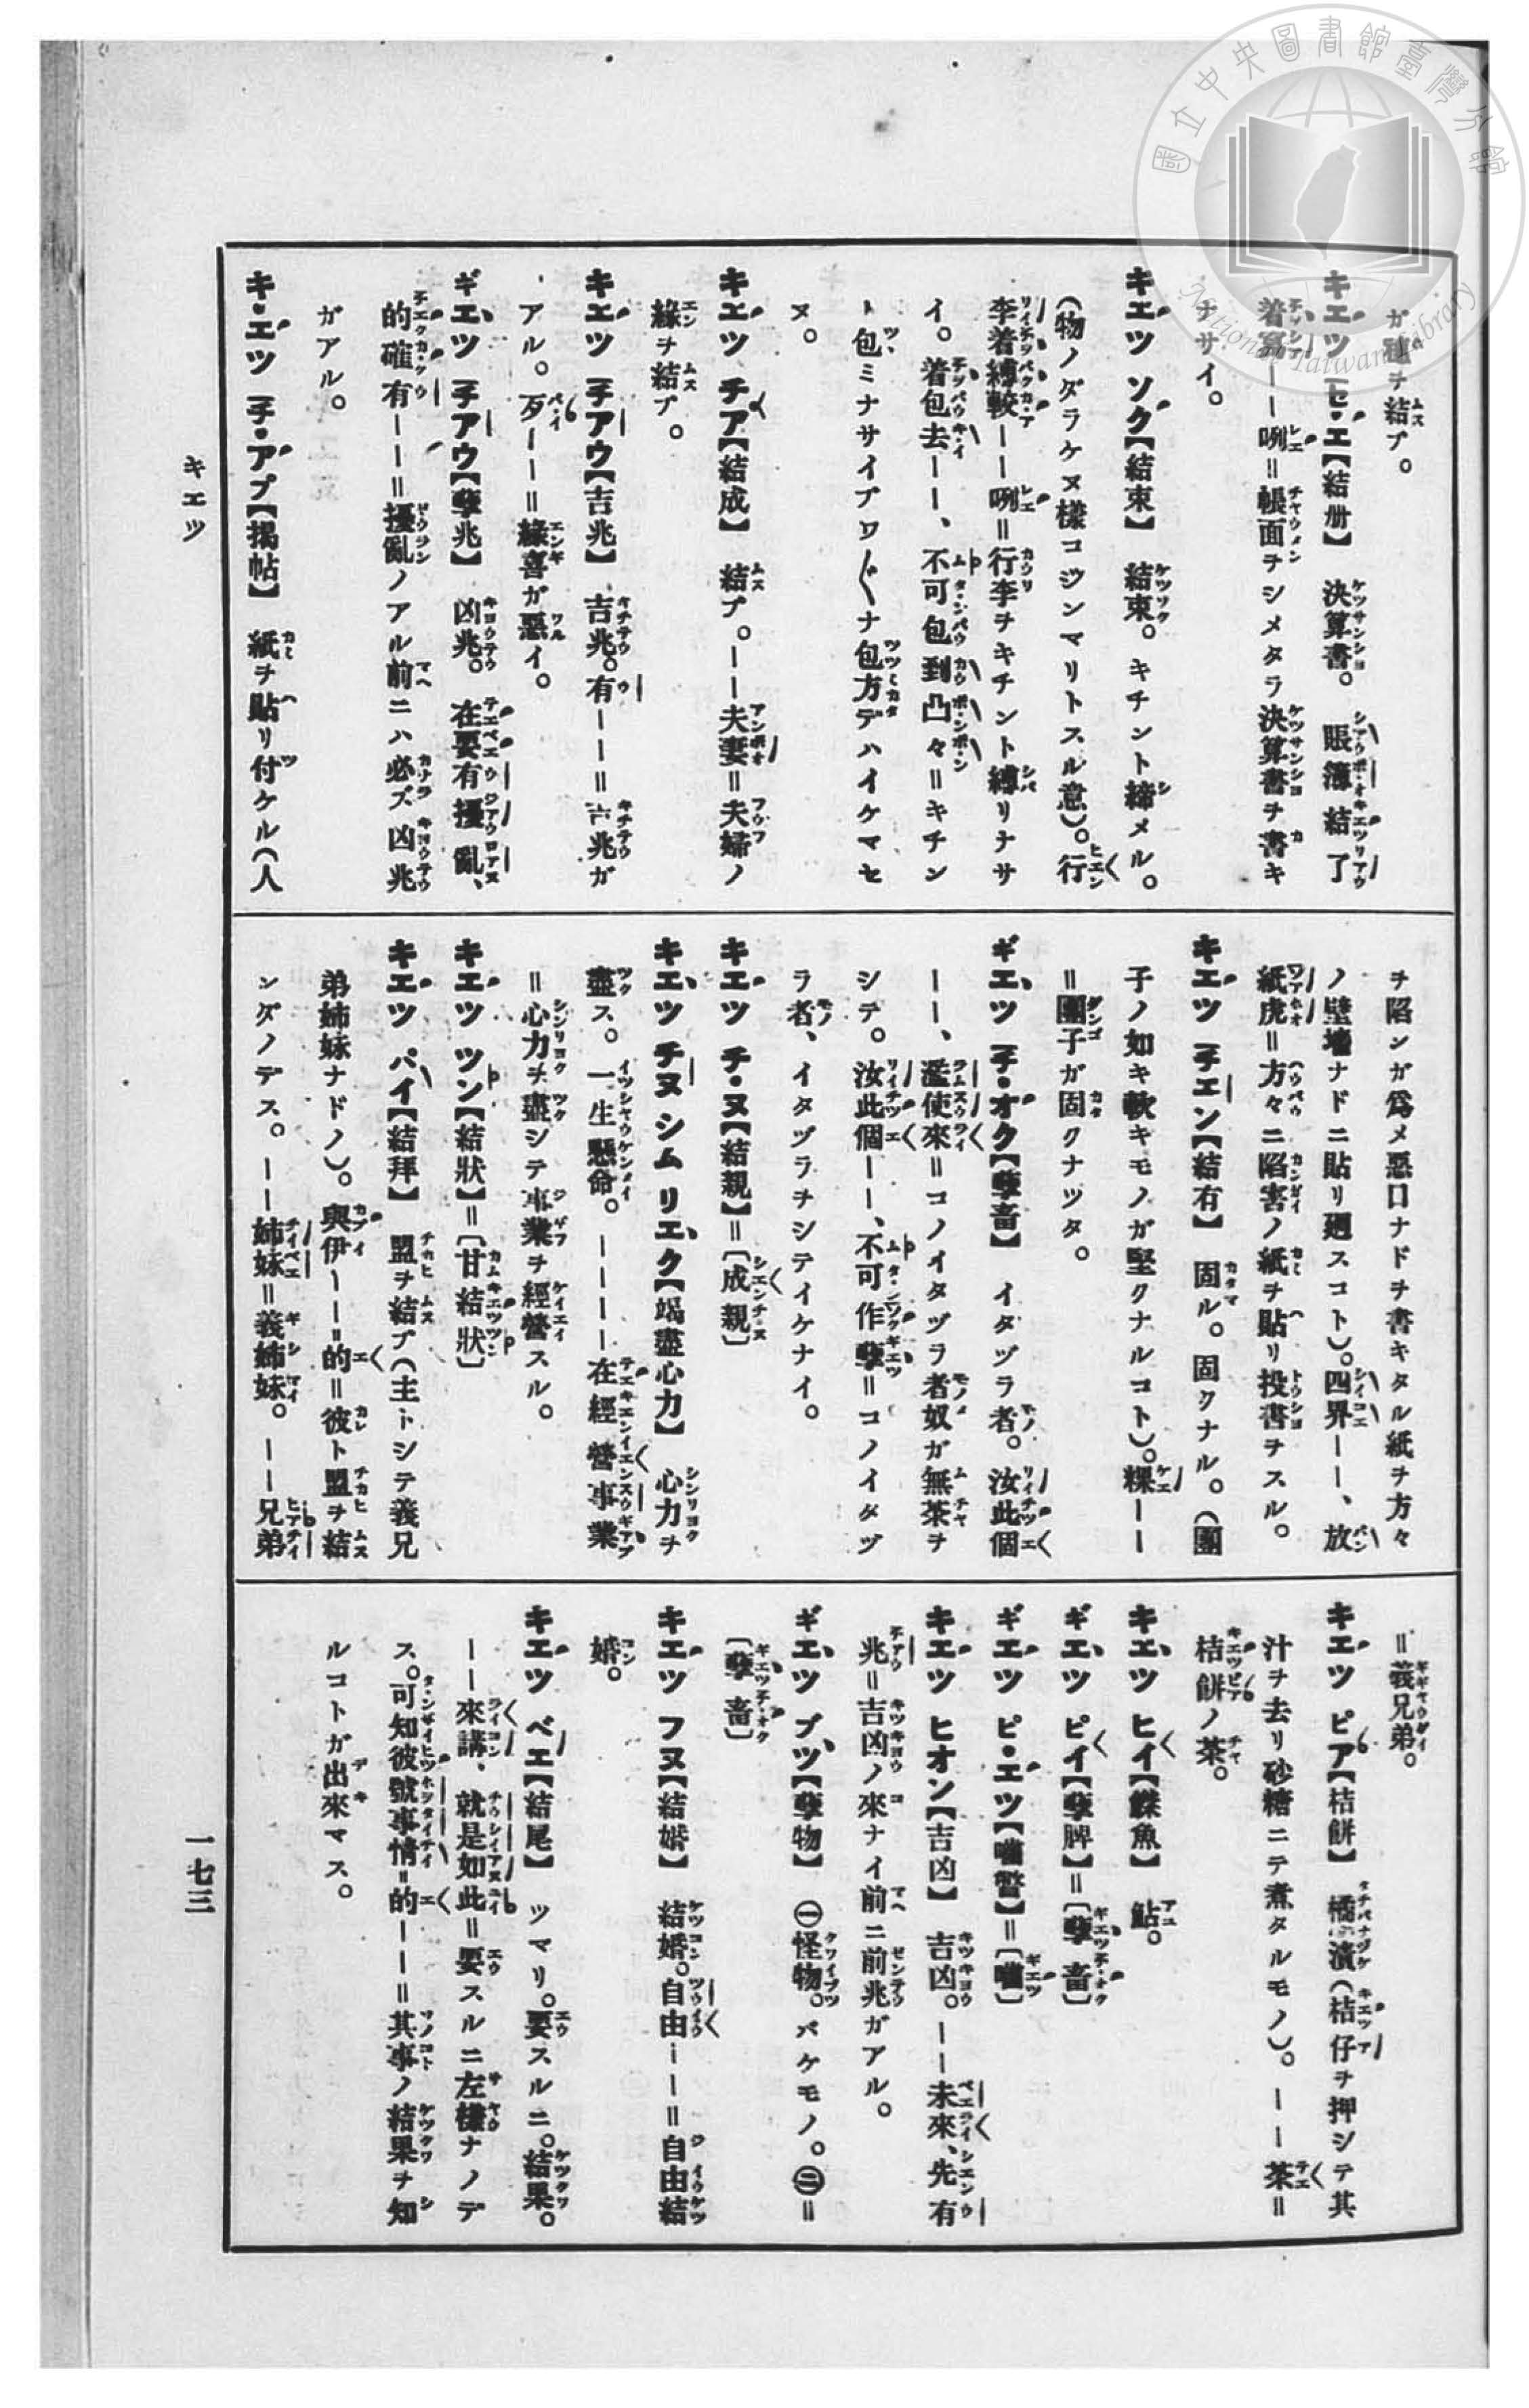 國立中央圖書館臺灣分館
National Taiwan Library
ガ種ヲ結ブ。
キエツ セ・エ【結册】 決算書。賬簿結了
着寫——咧＝帳面ヲシメタラ決算書ヲ書キ
ナサイ。
キエツ ソク【結束】 結束。キチント締メル。
(物ノダラケヌ樣コヂンマリトスル意)。行
李着縛較——咧＝行李ヲキチント縛リナサ
イ。着包去——、不可包到凸々＝キチン
ト包ミナサイブワ〴〵ナ包方デハイケマセ
ヌ。
キエツ チア【結成】 結ブ。——夫妻＝夫婦ノ
緣ヲ結ブ。
キエツ チアウ【吉兆】 吉兆。有——＝吉兆ガ
アル。歹——＝緣喜ガ惡イ。
ギエツ チアウ【孽兆】 凶兆。在要有擾亂、
的確有——＝擾亂ノアル前ニハ必ズ凶兆
ガアル。
キ・エツ チ・アプ【揭帖】 紙ヲ貼リ付ケル(人
ヲ陷ンガ爲メ惡口ナドヲ書キタル紙ヲ方々
ノ壁墻ナドニ貼リ廻スコト)。四界——、放
紙虎＝方々ニ陷害ノ紙ヲ貼リ投書ヲスル。
キエツ チエン【結有】 固ル。固クナル。(團
子ノ如キ軟キモノガ堅クナルコト)。粿——
＝團子ガ固クナツタ。
ギエツ チ・オク【孽畜】 イタヅラ者。汝此個
——、濫使來＝コノイタヅラ者奴ガ無茶ヲ
シテ。汝此個——、不可作孽＝コノイタヅ
ラ者、イタヅラヲシテイケナイ。
キエツ チ・ヌ【結親】＝〔成親〕
キエツ チヌ シム リエク【竭盡心力】 心力ヲ
盡ス。一生懸命。————在經營事業
＝心力ヲ盡シテ事業ヲ經營スル。
キエツ ツン【結狀】＝〔甘結狀〕
キエツ パイ【結拜】 盟ヲ結ブ(主トシテ義兄
弟姉妹ナドノ)。與伊——＝的＝彼ト盟ヲ結
ンダノデス。——姉妹＝義姉妹。——兄弟
＝義兄弟。
キエツ ピア【桔餅】 橘漬(桔仔ヲ押シテ其
汁ヲ去リ砂糖ニテ煮タルモノ)。——茶＝
桔餅ノ茶。
キエツ ヒイ【鱖魚】 鮎。
ギエツ ピイ【孽脾】＝〔孽畜〕
ギエツ ピ・エツ【囓嚙】＝〔囓〕
キエツ ヒオン【吉凶】 吉凶。——未來、先有
兆＝吉凶ノ來ナイ前ニ前兆ガアル。
ギエツ ブツ【孽物】 ㊀怪物。バケモノ。㊁＝
〔孽畜〕
キエツ フヌ【結婚】 結婚。自由——＝自由結
婚。
キエツ ベエ【結尾】 ツマリ。要スルニ。結果。
——來講、就是如此＝要スルニ左樣ナノデ
ス。可知彼號事情＝的——＝其事ノ結果ヲ知
ルコトガ出來マス。
キエツ
一七三